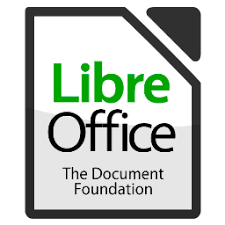 Libre
Office
The Document
Foundation